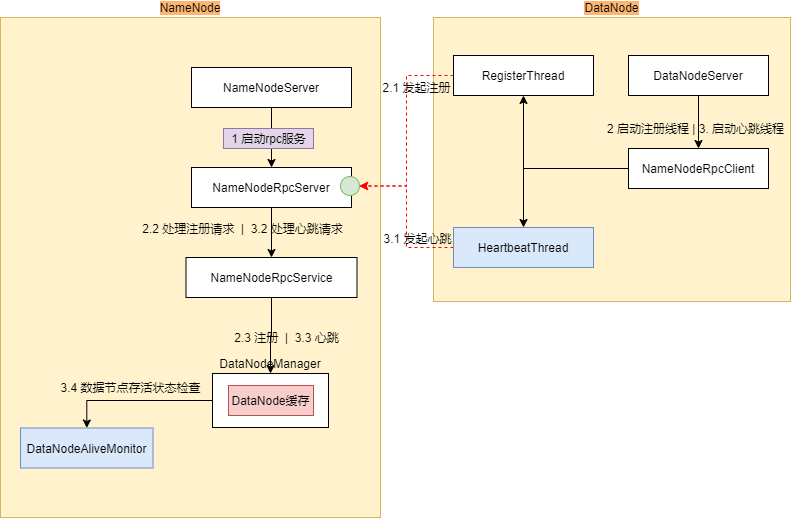 NameNode
NameNodeServer
1 启动rpc服务
NameNodeRpcServer
2.2 处理注册请求 | 3.2 处理心跳请求
NameNodeRpcService
2.3 注册 | 3.3 心跳
DataNodeManager
DataNode缓存
3.4 数据节点存活状态检查
DataNodeAliveMonitor
DataNode
2.1 发起注册
RegisterThread
DataNodeServer
2 启动注册线程 | 3. 启动心跳线程
NameNodeRpcClient
3.1 发起心跳
HeartbeatThread